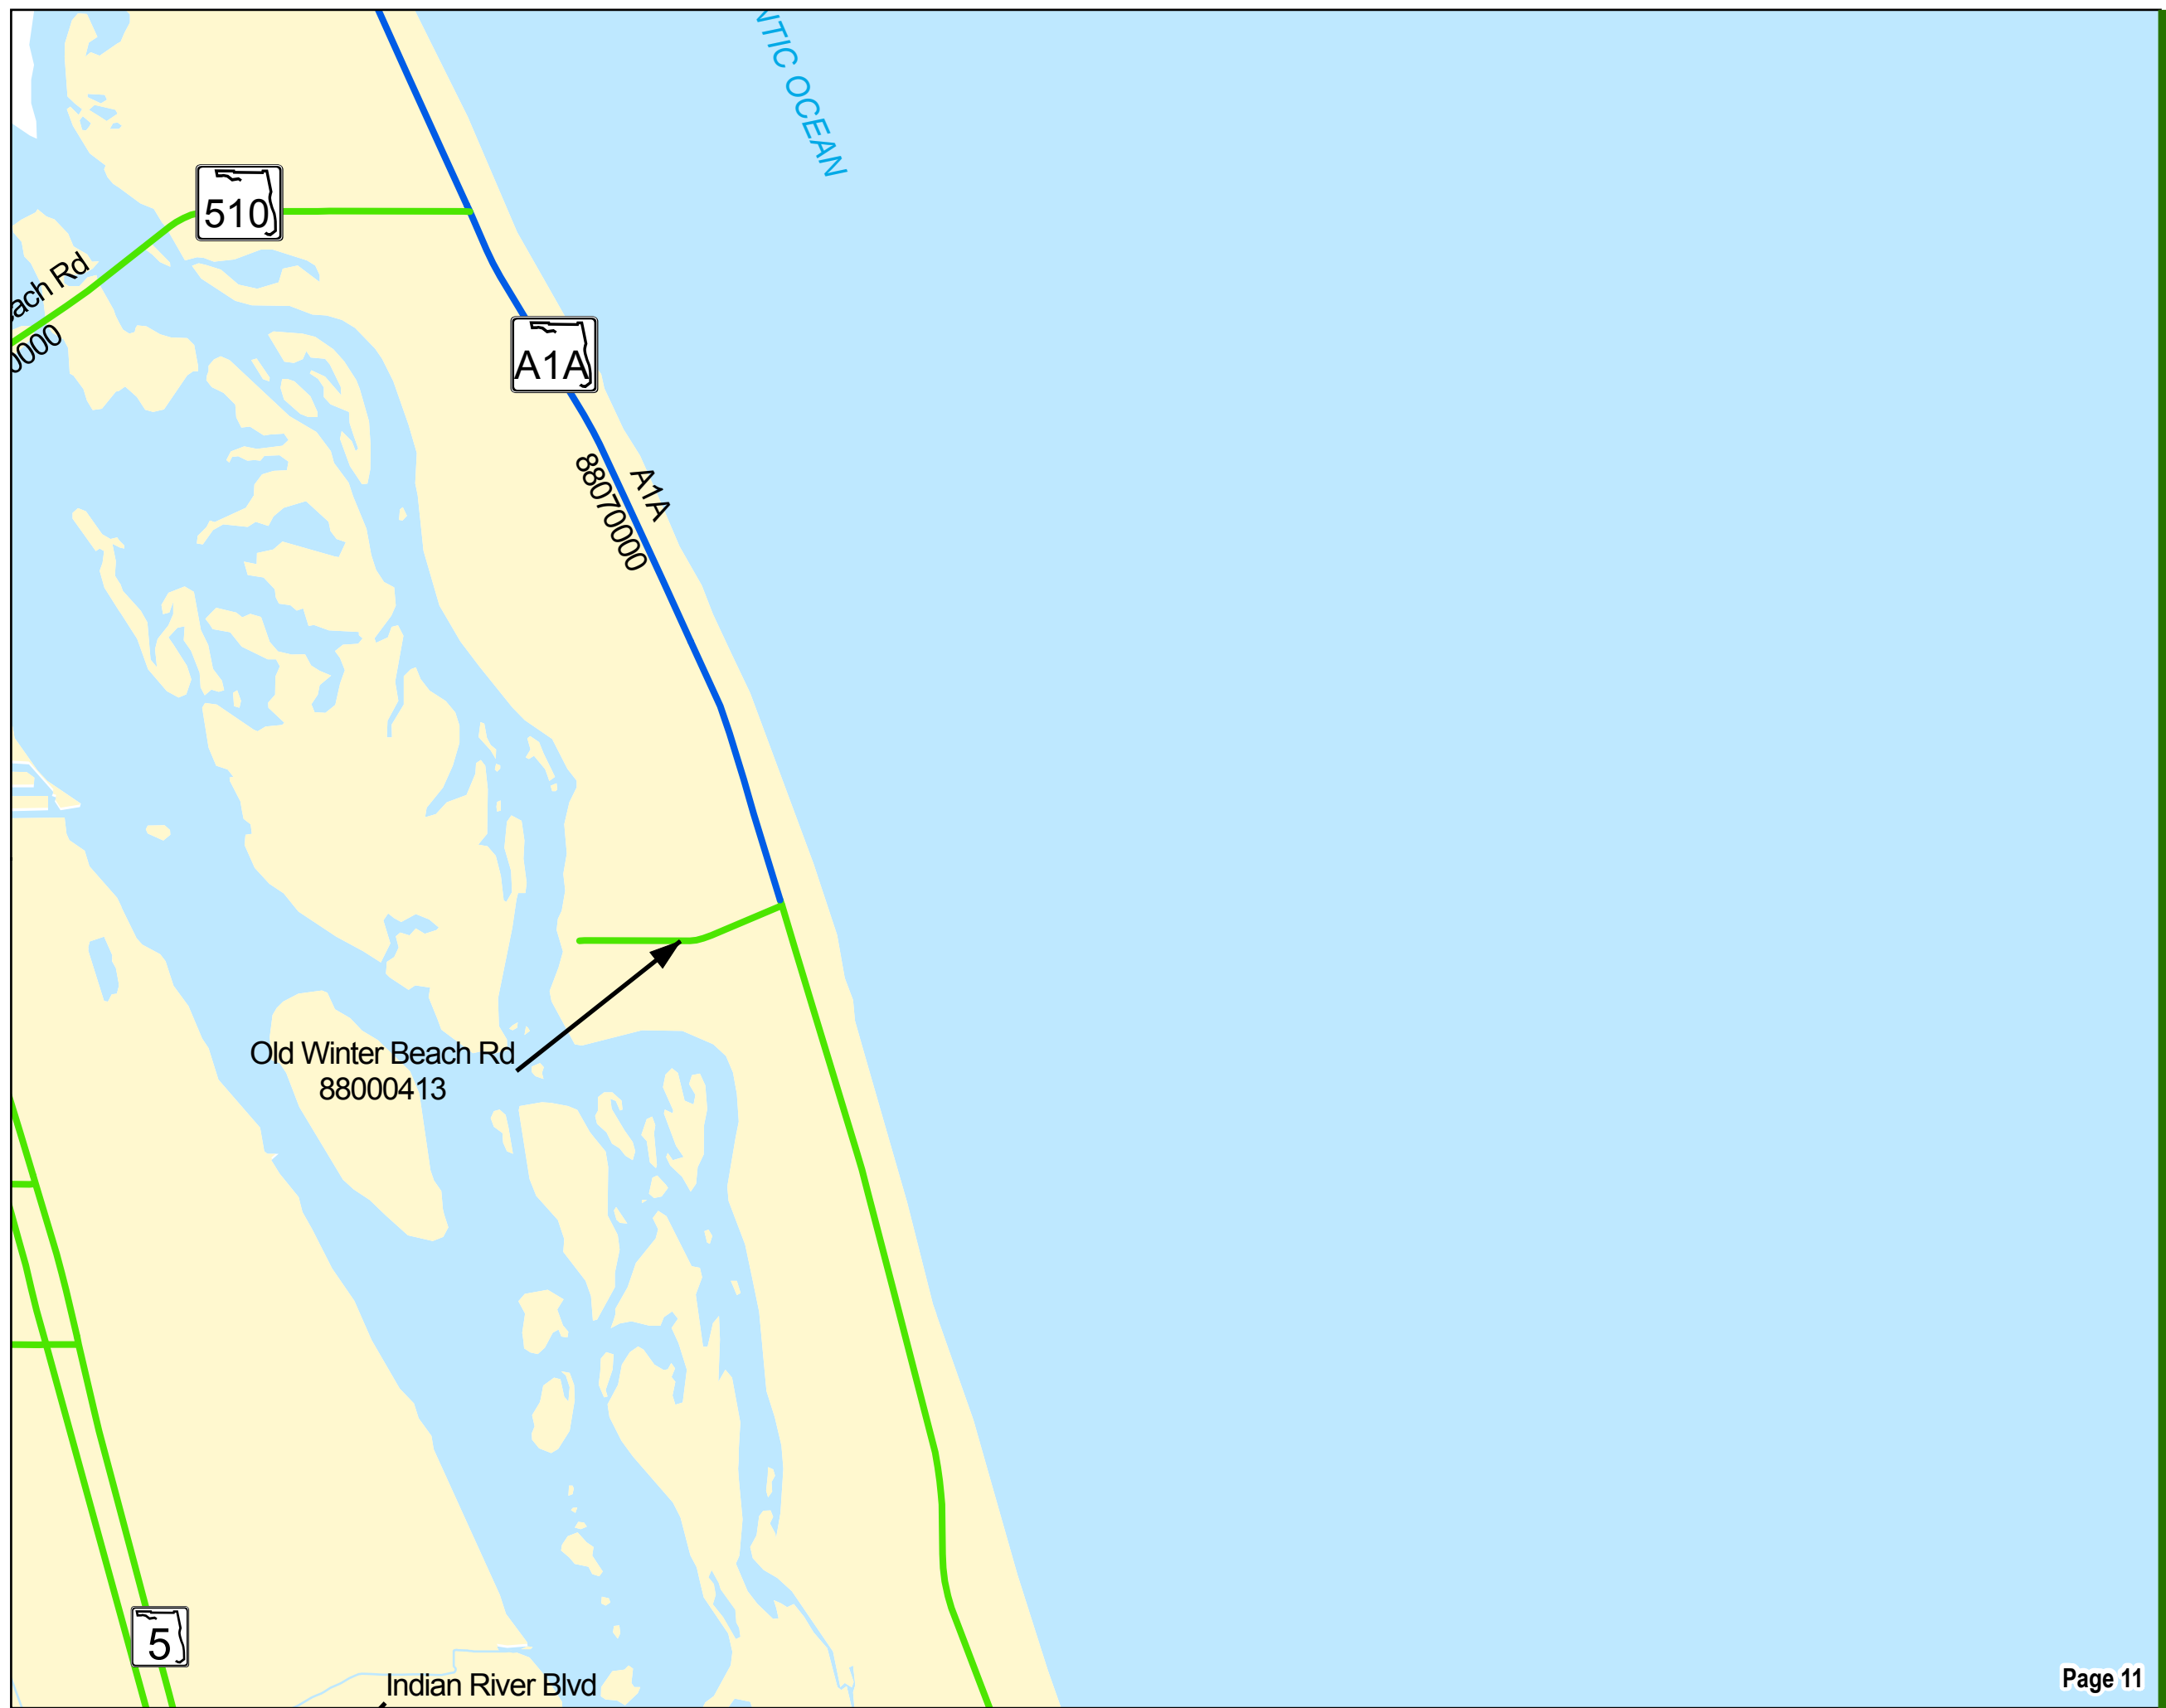 NTIC OCEAN
510
ach Rd
0000
A1A
A1A
88070000
Old Winter Beach Rd
88000413
5
Indian River Blvd
Page 11